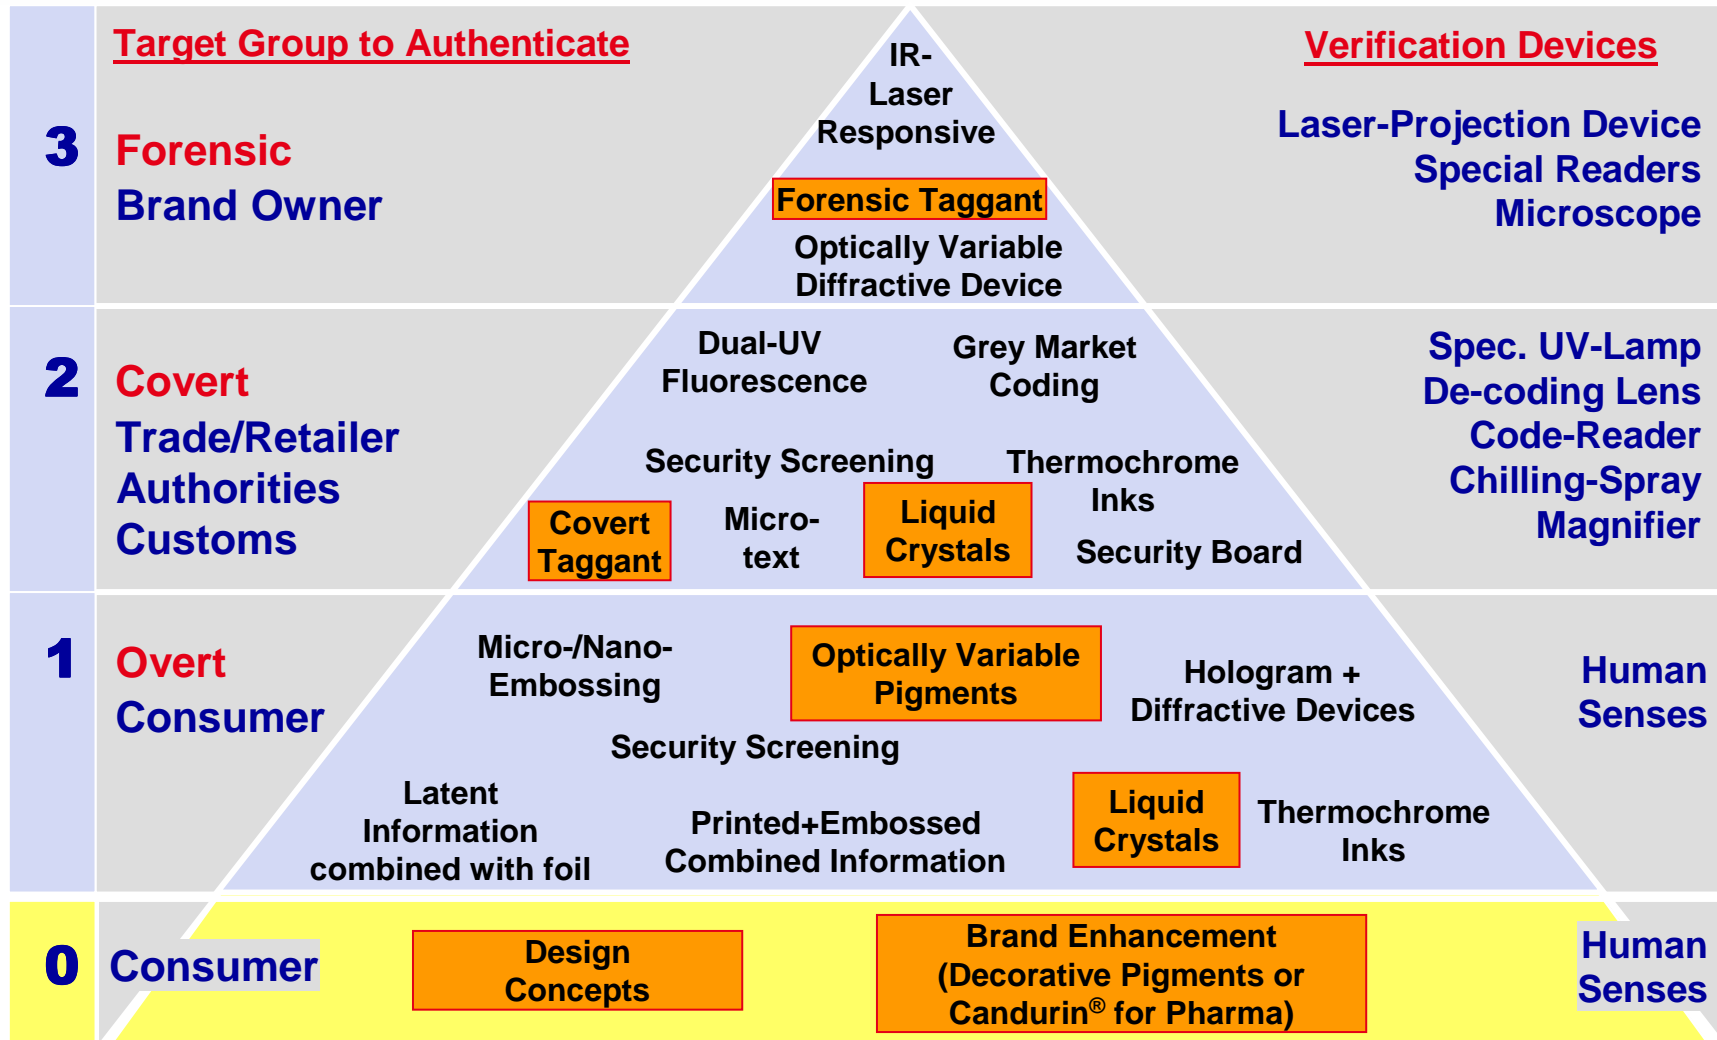 Target Group to Authenticate
Verification Devices
3
Forensic
Brand Owner
IR-
Laser
Responsive
Forensic Taggant
Optically Variable
Diffractive Device
Laser-Projection Device
Special Readers
Microscope
2
Covert
Trade/Retailer
Authorities
Customs
Dual-UV
Fluorescence
Grey Market
Coding
Security Screening
Thermochrome
Inks
Covert
Taggant
Micro-
text
Liquid
Crystals
Security Board
Spec. UV-Lamp
De-coding Lens
Code-Reader
Chilling-Spray
Magnifier
1
Overt
Consumer
Micro-/Nano-
Embossing
Optically Variable
Pigments
Hologram +
Diffractive Devices
Security Screening
Latent
Information
combined with foil
Printed+Embossed
Combined Information
Liquid
Crystals
Thermochrome
Inks
Human
Senses
0
Consumer
Design
Concepts
Brand Enhancement
(Decorative Pigments or
Candurin® for Pharma)
Human
Senses